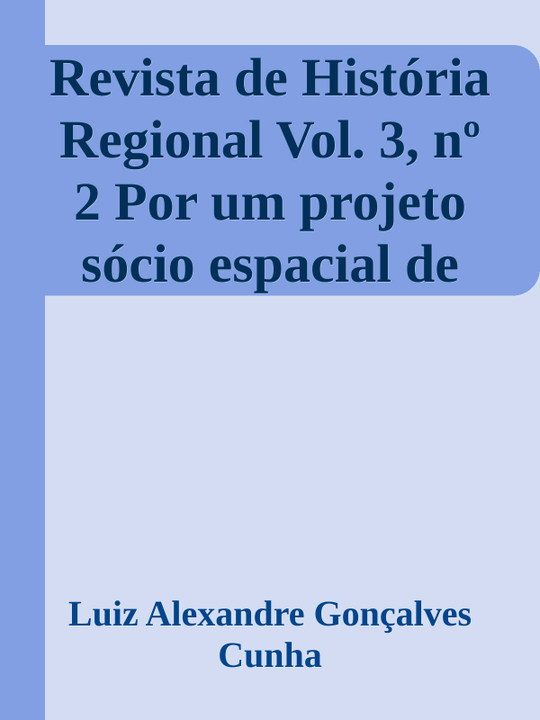 Revista de História
Regional Vol. 3, nº
2 Por um projeto
sócio espacial de
Luiz Alexandre Gonçalves
Cunha